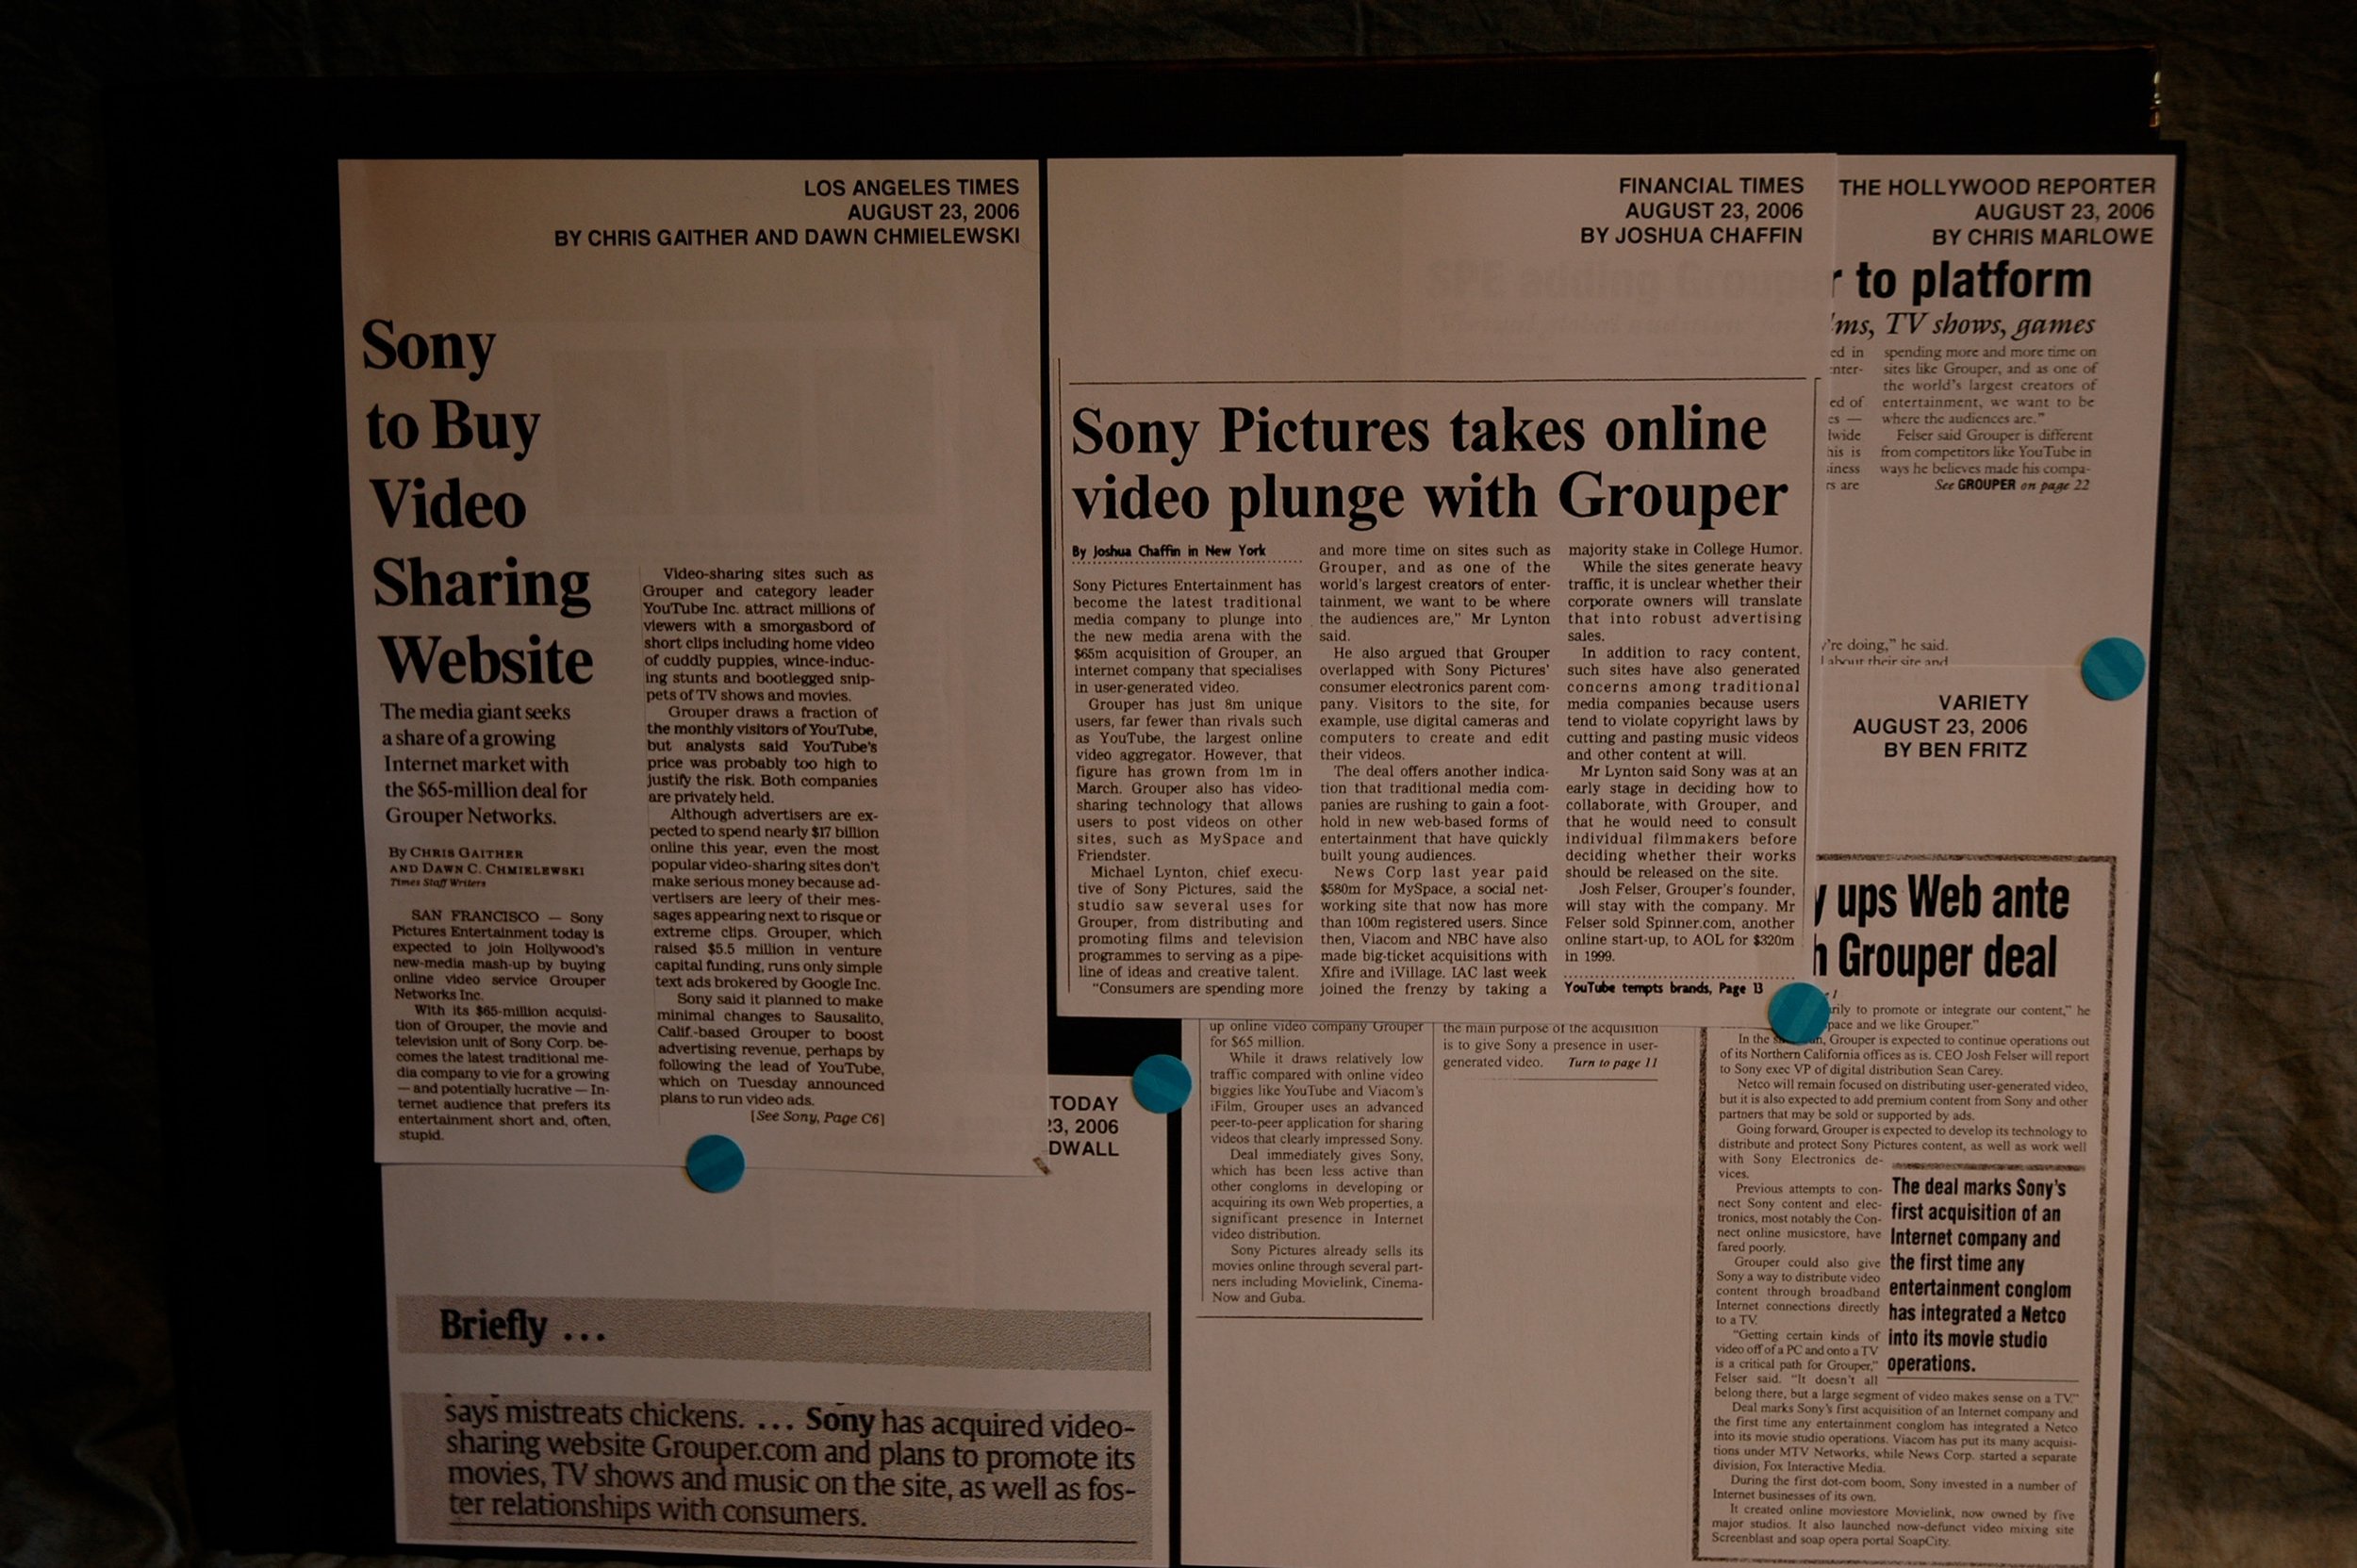 LOS ANGELES TIMES
AUGUST 23, 2006
BY CHRIS GAITHER AND DAWN CHMIELEWSKI
Sony
to Buy
Video
Sharing
Website
The media giant seeks
a share of a growing
Internet market with
the $65-million deal for
Grouper Networks.
By CHRIS GAITHER
AND DAWN C. CHMIELEWSKI
Times Staff Writers
SAN FRANCISCO — Sony
Pictures Entertainment today is
expected to join Hollywood's
new-media mash-up by buying
online video service Grouper
Networks Inc.
With its $65-million acquisi-
tion of Grouper, the movie and
television unit of Sony Corp. be-
comes the latest traditional me-
dia company to vie for a growing
— and potentially lucrative — In-
ternet audience that prefers its
entertainment short and, often,
stupid.
Video-sharing sites such as
Grouper and category leader
YouTube Inc. attract millions of
viewers with a smorgasbord of
short clips including home video
of cuddly puppies, wince-induc-
ing stunts and bootlegged snip-
pets of TV shows and movies.
Grouper draws a fraction of
the monthly visitors of YouTube,
but analysts said YouTube's
price was probably too high to
justify the risk. Both companies
are privately held.
Although advertisers are ex-
pected to spend nearly $17 billion
online this year, even the most
popular video-sharing sites don't
make serious money because ad-
vertisers are leery of their mes-
sages appearing next to risque or
extreme clips. Grouper, which
raised $5.5 million in venture
capital funding, runs only simple
text ads brokered by Google Inc.
Sony said it planned to make
minimal changes to Sausalito,
Calif.-based Grouper to boost
advertising revenue, perhaps by
following the lead of YouTube,
which on Tuesday announced
plans to run video ads.
[See Sony, Page C6]
FINANCIAL TIMES
AUGUST 23, 2006
BY JOSHUA CHAFFIN
SPE adding Grouper
Sony Pictures takes online
video plunge with Grouper
By Joshua Chaffin in New York
Sony Pictures Entertainment has
become the latest traditional
media company to plunge into
the new media arena with the
$65m acquisition of Grouper, an
internet company that specialises
in user-generated video.
Grouper has just 8m unique
users, far fewer than rivals such
as YouTube, the largest online
video aggregator. However, that
figure has grown from 1m in
March. Grouper also has video-
sharing technology that allows
users to post videos on other
sites, such as MySpace and
Friendster.
Michael Lynton, chief execu-
tive of Sony Pictures, said the
studio saw several uses for
Grouper, from distributing and
promoting films and television
programmes to serving as a pipe-
line of ideas and creative talent.
"Consumers are spending more
and more time on sites such as
Grouper, and as one of the
world's largest creators of enter-
tainment, we want to be where
the audiences are," Mr Lynton
said.
He also argued that Grouper
overlapped with Sony Pictures'
consumer electronics parent com-
pany. Visitors to the site, for
example, use digital cameras and
computers to create and edit
their videos.
The deal offers another indica-
tion that traditional media com-
panies are rushing to gain a foot-
hold in new web-based forms of
entertainment that have quickly
built young audiences.
News Corp last year paid
$580m for MySpace, a social net-
working site that now has more
than 100m registered users. Since
then, Viacom and NBC have also
made big-ticket acquisitions with
Xfire and iVillage. IAC last week
joined the frenzy by taking a
majority stake in College Humor.
While the sites generate heavy
traffic, it is unclear whether their
corporate owners will translate
that into robust advertising
sales.
In addition to racy content,
such sites have also generated
concerns among traditional
media companies because users
tend to violate copyright laws by
cutting and pasting music videos
and other content at will.
Mr Lynton said Sony was at an
early stage in deciding how to
collaborate with Grouper, and
that he would need to consult
individual filmmakers before
deciding whether their works
should be released on the site.
Josh Felser, Grouper's founder,
will stay with the company. Mr
Felser sold Spinner.com, another
online start-up, to AOL for $320m
in 1999.
YouTube tempts brands, Page 13
THE HOLLYWOOD REPORTER
AUGUST 23, 2006
BY CHRIS MARLOWE
r to platform
ms, TV shows, games
ed in
nter-
ed of
es —
lwide
his is
siness
rs are
spending more and more time on
sites like Grouper, and as one of
the world's largest creators of
entertainment, we want to be
where the audiences are."
Felser said Grouper is different
from competitors like YouTube in
ways he believes made his compa-
See GROUPER on page 22
y're doing," he said.
about their site and
VARIETY
AUGUST 23, 2006
BY BEN FRITZ
y ups Web ante
h Grouper deal
rily to promote or integrate our content," he
pace and we like Grouper."
In the , Grouper is expected to continue operations out
of its Northern California offices as is. CEO Josh Felser will report
to Sony exec VP of digital distribution Sean Carey.
Netco will remain focused on distributing user-generated video,
but it is also expected to add premium content from Sony and other
partners that may be sold or supported by ads.
Going forward, Grouper is expected to develop its technology to
distribute and protect Sony Pictures content, as well as work well
with Sony Electronics de-
vices.
Previous attempts to con-
nect Sony content and elec-
tronics, most notably the Con-
nect online musicstore, have
fared poorly.
Grouper could also give
Sony a way to distribute video
content through broadband
Internet connections directly
to a TV.
"Getting certain kinds of
video off of a PC and onto a TV
is a critical path for Grouper,"
Felser said. "It doesn't all
belong there, but a large segment of video makes sense on a TV."
Deal marks Sony's first acquisition of an Internet company and
the first time any entertainment conglom has integrated a Netco
into its movie studio operations. Viacom has put its many acquisi-
tions under MTV Networks, while News Corp. started a separate
division, Fox Interactive Media.
During the first dot-com boom, Sony invested in a number of
Internet businesses of its own.
It created online moviestore Movielink, now owned by five
major studios. It also launched now-defunct video mixing site
Screenblast and soap opera portal SoapCity.
The deal marks Sony's
first acquisition of an
Internet company and
the first time any
entertainment conglom
has integrated a Netco
into its movie studio
operations.
up online video company Grouper
for $65 million.
While it draws relatively low
traffic compared with online video
biggies like YouTube and Viacom's
iFilm, Grouper uses an advanced
peer-to-peer application for sharing
videos that clearly impressed Sony.
Deal immediately gives Sony,
which has been less active than
other congloms in developing or
acquiring its own Web properties, a
significant presence in Internet
video distribution.
Sony Pictures already sells its
movies online through several part-
ners including Movielink, Cinema-
Now and Guba.
the main purpose of the acquisition
is to give Sony a presence in user-
generated video. Turn to page 11
TODAY
23, 2006
DWALL
Briefly ...
says mistreats chickens. ... Sony has acquired video-
sharing website Grouper.com and plans to promote its
movies, TV shows and music on the site, as well as fos-
ter relationships with consumers.